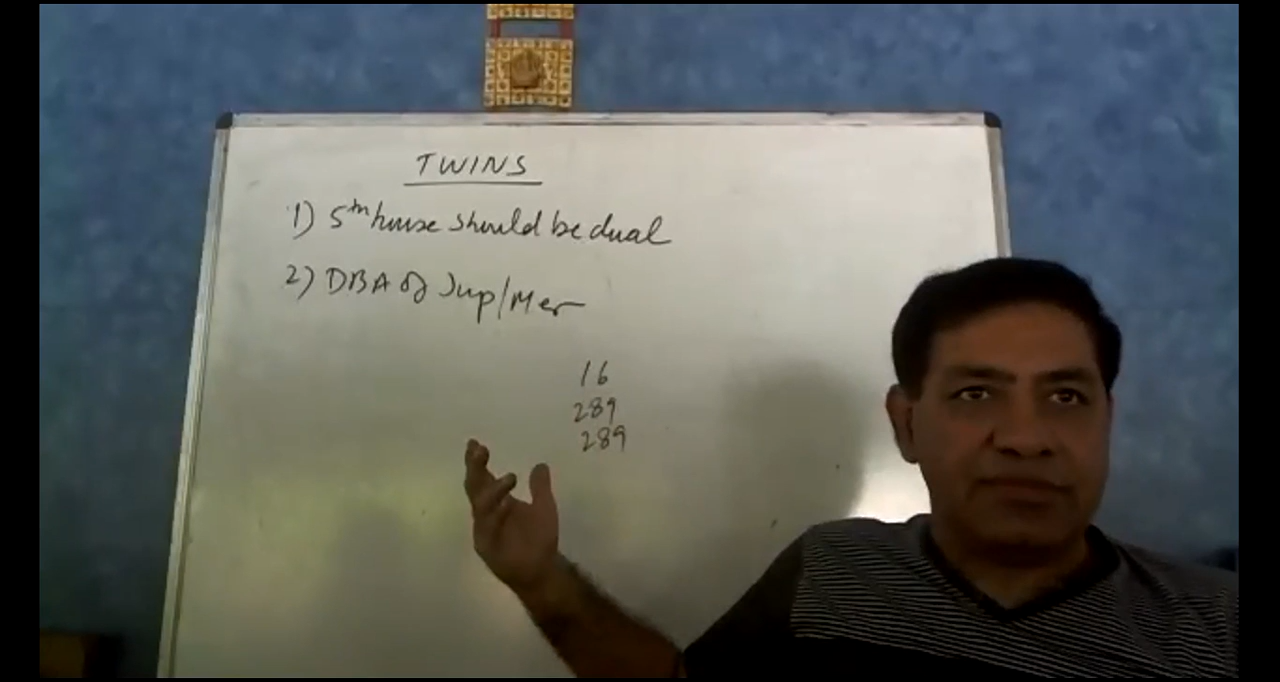 TWINS
1) 5th house should be dual
2) DBA of Jup/Mer
16
289
289